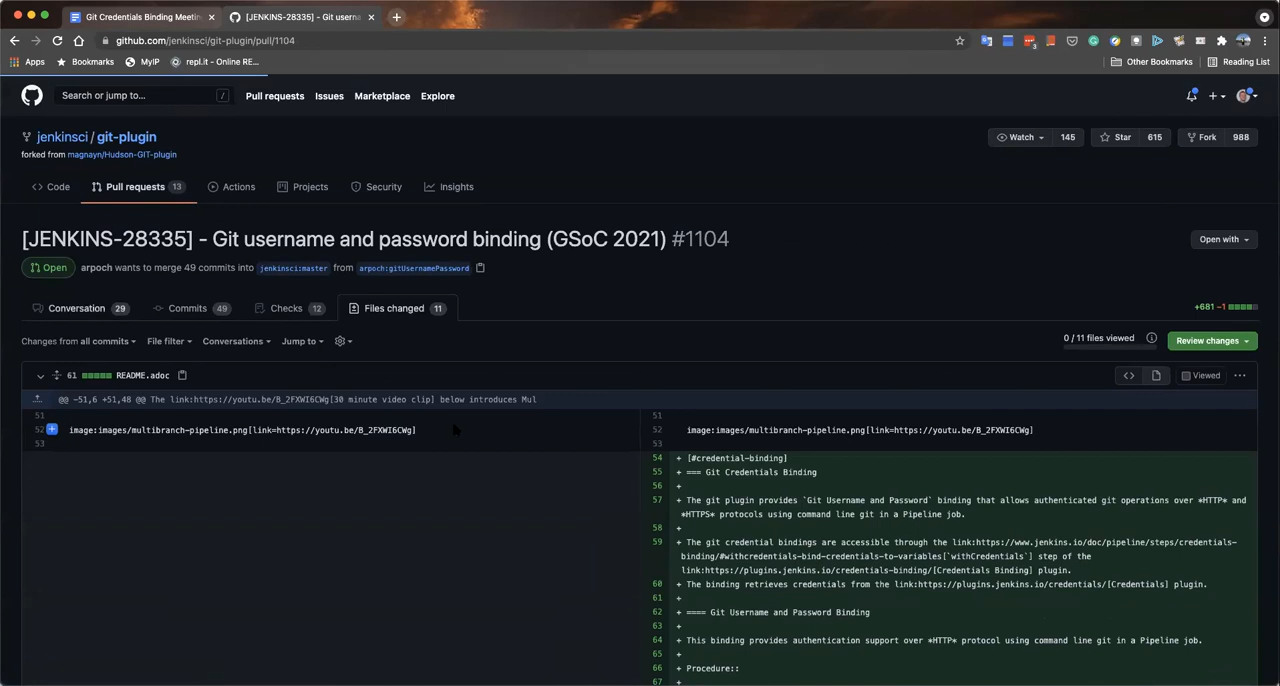 Git Credentials Binding Meetin
[JENKINS-28335] - Git userna
github.com/jenkinsci/git-plugin/pull/1104
Apps Bookmarks MyIP repl.it - Online RE... Other Bookmarks Reading List
Search or jump to... / Pull requests Issues Marketplace Explore
jenkinsci / git-plugin Watch 145 Star 615 Fork 988
forked from magnayn/Hudson-GIT-plugin
Code Pull requests 13 Actions Projects Security Insights
[JENKINS-28335] - Git username and password binding (GSoC 2021) #1104 Open with
Open arpoch wants to merge 49 commits into jenkinsci:master from arpoch:gitUsernamePassword
Conversation 29 Commits 49 Checks 12 Files changed 11 +681 −1
Changes from all commits File filter Conversations Jump to 0 / 11 files viewed Review changes
61 README.adoc Viewed
@@ -51,6 +51,48 @@ The link:https://youtu.be/B_2FXWI6CWg[30 minute video clip] below introduces Mul
51 51
52 image:images/multibranch-pipeline.png[link=https://youtu.be/B_2FXWI6CWg] 52 image:images/multibranch-pipeline.png[link=https://youtu.be/B_2FXWI6CWg]
53 53
54 + [#credential-binding]
55 + === Git Credentials Binding
56 +
57 + The git plugin provides `Git Username and Password` binding that allows authenticated git operations over *HTTP* and
*HTTPS* protocols using command line git in a Pipeline job.
58 +
59 + The git credential bindings are accessible through the link:https://www.jenkins.io/doc/pipeline/steps/credentials-
binding/#withcredentials-bind-credentials-to-variables[`withCredentials`] step of the
link:https://plugins.jenkins.io/credentials-binding/[Credentials Binding] plugin.
60 + The binding retrieves credentials from the link:https://plugins.jenkins.io/credentials/[Credentials] plugin.
61 +
62 + ==== Git Username and Password Binding
63 +
64 + This binding provides authentication support over *HTTP* protocol using command line git in a Pipeline job.
65 +
66 + Procedure::
67 +